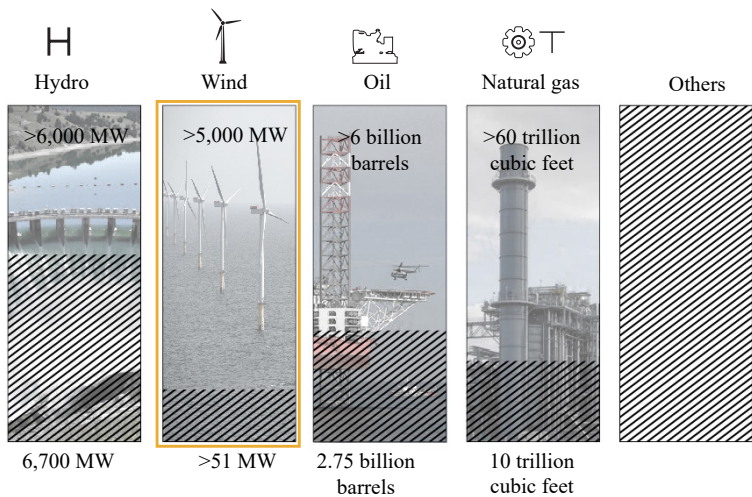 H
T
Hydro
Wind
Oil
Natural gas
Others
>6,000 MW
>5,000 MW
>6 billion
barrels
>60 trillion
cubic feet
6,700 MW
>51 MW
2.75 billion
barrels
10 trillion
cubic feet